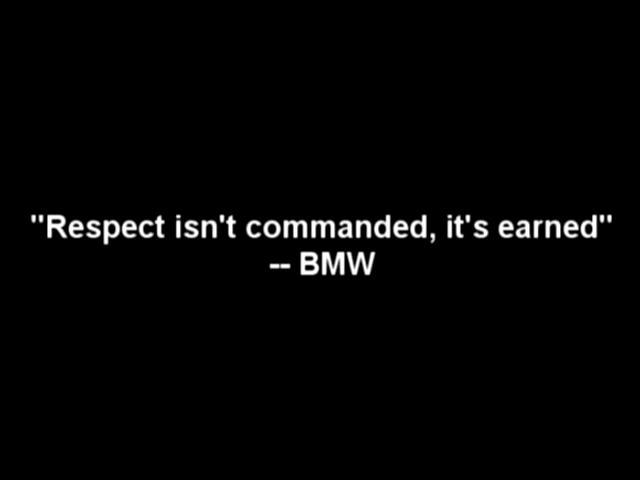 "Respect isn't commanded, it's earned"
-- BMW